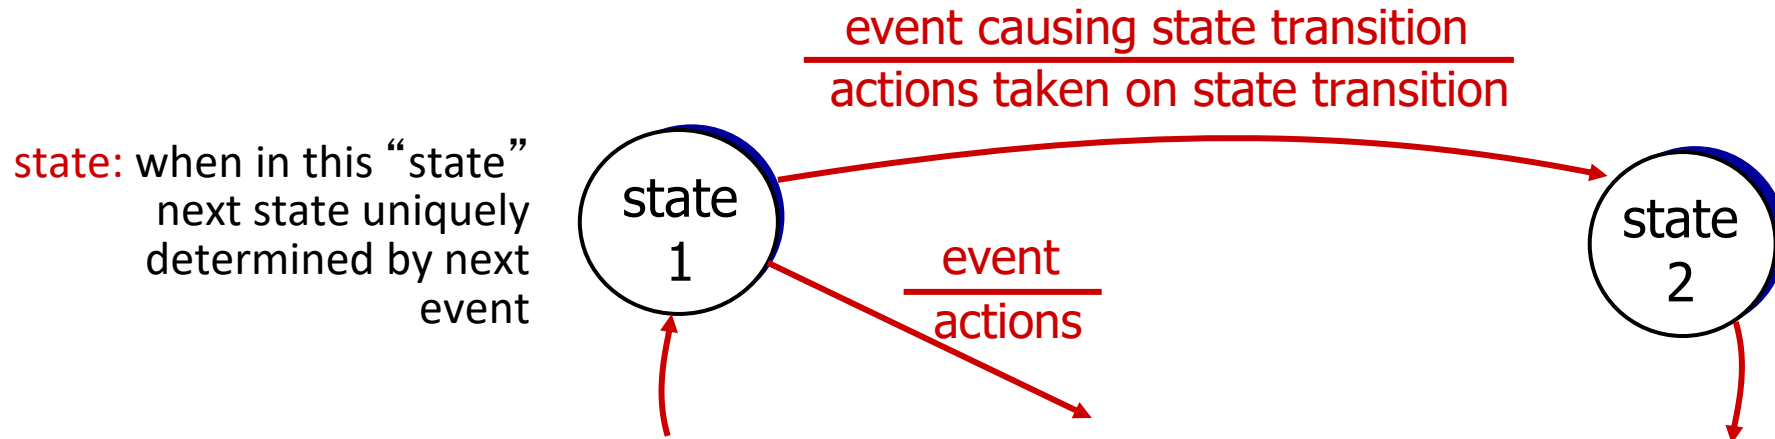 event causing state transition
actions taken on state transition
state: when in this “state”
next state uniquely
determined by next
event
state
1
event
actions
state
2